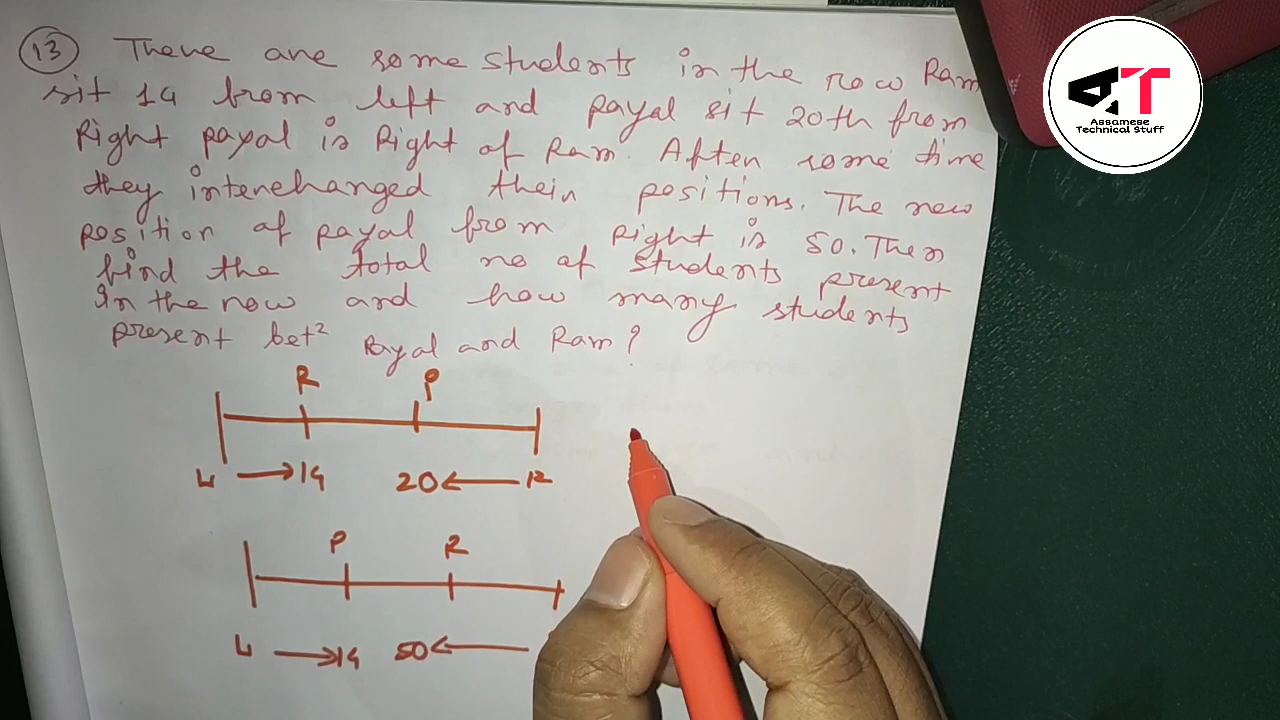 13 There are some students in the row Ram
sit 14 from left and payal sit 20th from
Right payal is Right of Ram. After some time
they interchanged their positions. The new
position of payal from Right is 50. Then
find the total no of students present
in the row and how many students
present bet² Payal and Ram?
R P
L 14 20 R
P R
L 14 50
AT
Assamese
Technical Stuff